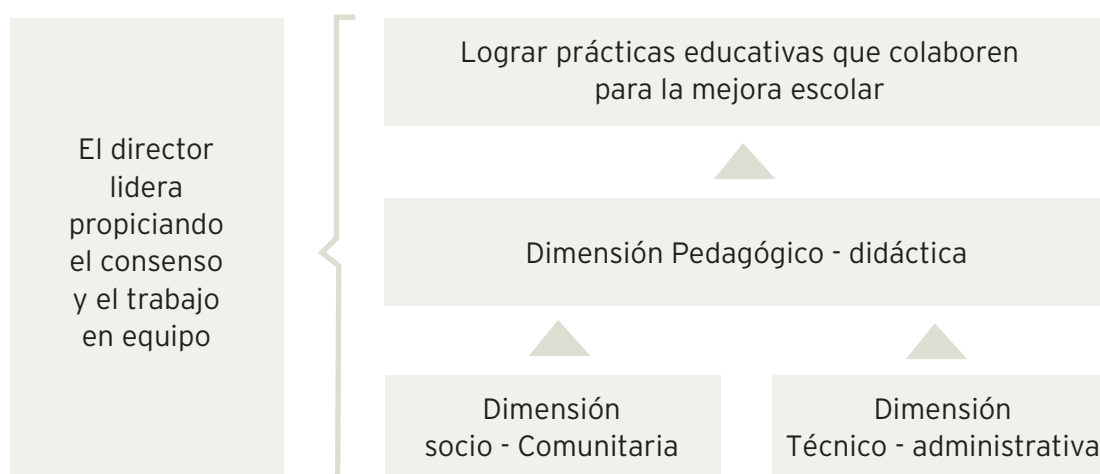 El director
lidera
propiciando
el consenso
y el trabajo
en equipo
Lograr prácticas educativas que colaboren
para la mejora escolar
Dimensión Pedagógico - didáctica
Dimensión
socio - Comunitaria
Dimensión
Técnico - administrativa